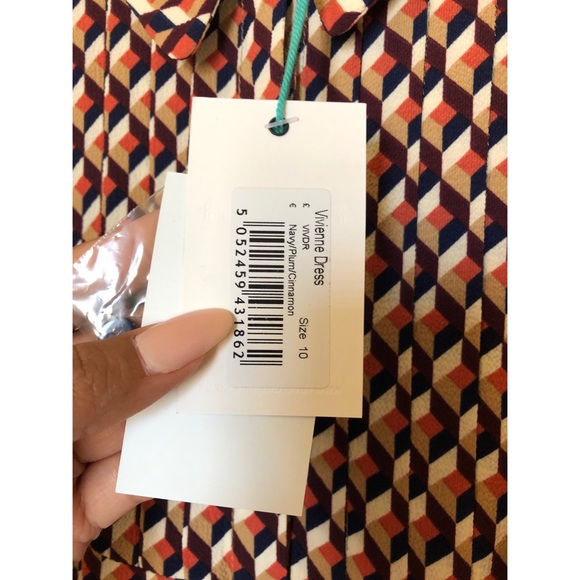 Vivienne Dress
£ VIVDR Size 10
€ Navy/Plum/Cinnamon
5 052459 431862